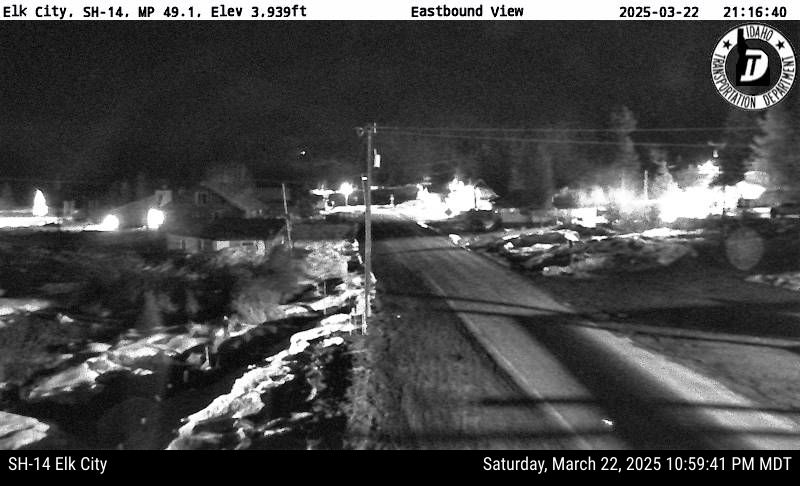 Elk City, SH-14, MP 49.1, Elev 3,939ft Eastbound View 2025-03-22 21:16:40
IDAHO
TRANSPORTATION DEPARTMENT
SH-14 Elk City Saturday, March 22, 2025 10:59:41 PM MDT